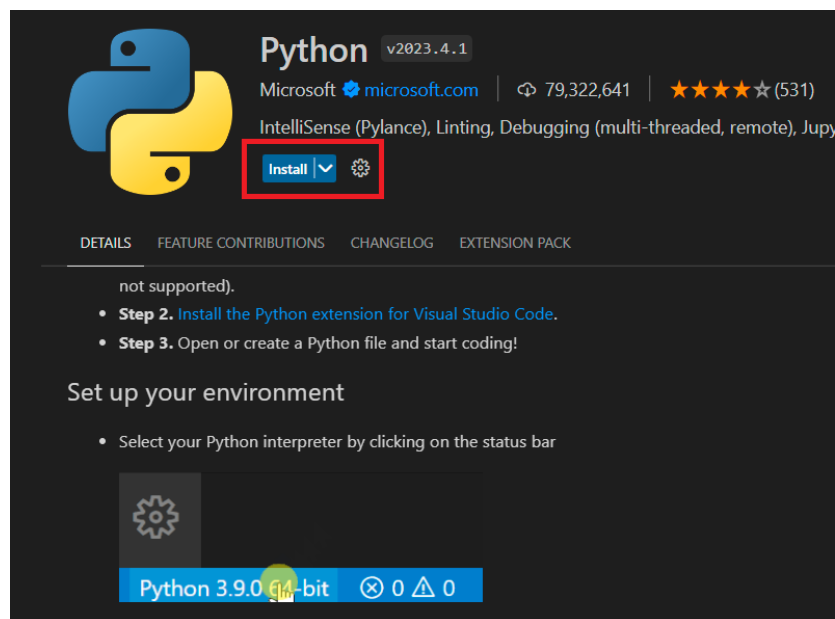 Python v2023.4.1
Microsoft microsoft.com 79,322,641 (531)
IntelliSense (Pylance), Linting, Debugging (multi-threaded, remote), Jupy
Install
DETAILS FEATURE CONTRIBUTIONS CHANGELOG EXTENSION PACK
not supported).
• Step 2. Install the Python extension for Visual Studio Code.
• Step 3. Open or create a Python file and start coding!
Set up your environment
• Select your Python interpreter by clicking on the status bar
Python 3.9.0 64-bit 0 0